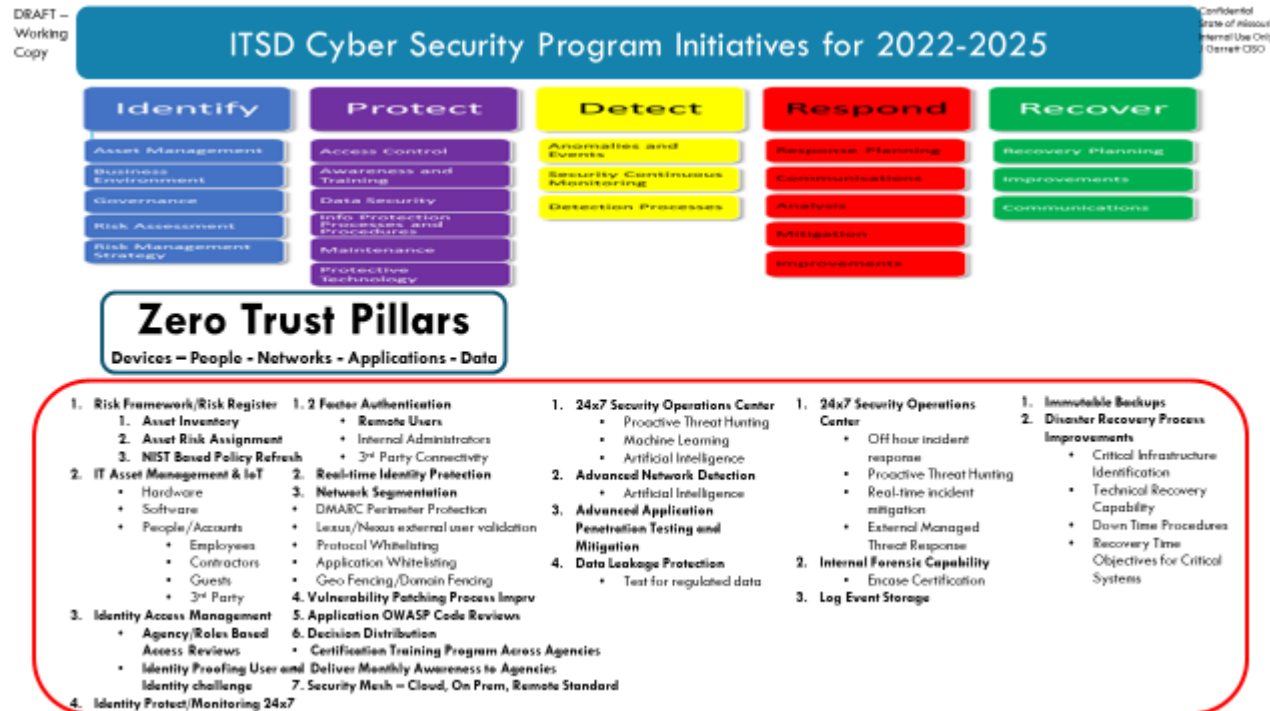 DRAFT –
Working
Copy
ITSD Cyber Security Program Initiatives for 2022-2025
Confidential
State of Missouri
Internal Use Only
J Garrett CISO
Identify
Asset Management
Business
Environment
Governance
Risk Assessment
Risk Management
Strategy
Protect
Access Control
Awareness and
Training
Data Security
Info Protection
Processes and
Procedures
Maintenance
Protective
Technology
Detect
Anomalies and
Events
Security Continuous
Monitoring
Detection Processes
Respond
Response Planning
Communications
Analysis
Mitigation
Improvements
Recover
Recovery Planning
Improvements
Communications
Zero Trust Pillars
Devices – People - Networks - Applications - Data
1. Risk Framework/Risk Register
1. Asset Inventory
2. Asset Risk Assignment
3. NIST Based Policy Refresh
2. IT Asset Management & IoT
• Hardware
• Software
• People/Accounts
• Employees
• Contractors
• Guests
• 3rd Party
3. Identity Access Management
• Agency/Roles Based
Access Reviews
• Identity Proofing User and
Identity challenge
4. Identity Protect/Monitoring 24x7
1. 2 Factor Authentication
• Remote Users
• Internal Administrators
• 3rd Party Connectivity
2. Real-time Identity Protection
3. Network Segmentation
• DMARC Perimeter Protection
• Lexus/Nexus external user validation
• Protocol Whitelisting
• Application Whitelisting
• Geo Fencing/Domain Fencing
4. Vulnerability Patching Process Imprv
5. Application OWASP Code Reviews
6. Decision Distribution
• Certification Training Program Across Agencies
Deliver Monthly Awareness to Agencies
7. Security Mesh – Cloud, On Prem, Remote Standard
1. 24x7 Security Operations Center
• Proactive Threat Hunting
• Machine Learning
• Artificial Intelligence
2. Advanced Network Detection
• Artificial Intelligence
3. Advanced Application
Penetration Testing and
Mitigation
4. Data Leakage Protection
• Test for regulated data
1. 24x7 Security Operations
Center
• Off hour incident
response
• Proactive Threat Hunting
• Real-time incident
mitigation
• External Managed
Threat Response
2. Internal Forensic Capability
• Encase Certification
3. Log Event Storage
1. Immutable Backups
2. Disaster Recovery Process
Improvements
• Critical Infrastructure
Identification
• Technical Recovery
Capability
• Down Time Procedures
• Recovery Time
Objectives for Critical
Systems